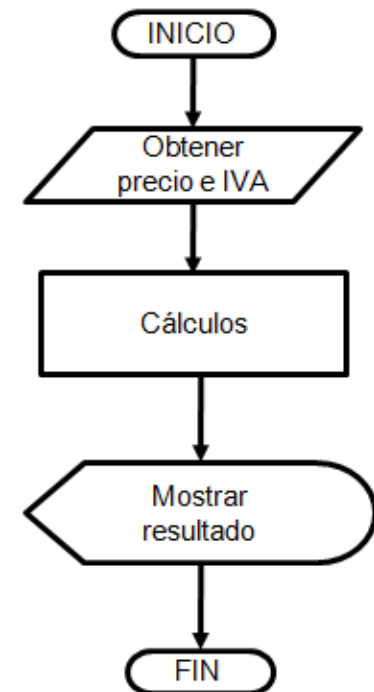 INICIO
Obtener
precio e IVA
Cálculos
Mostrar
resultado
FIN